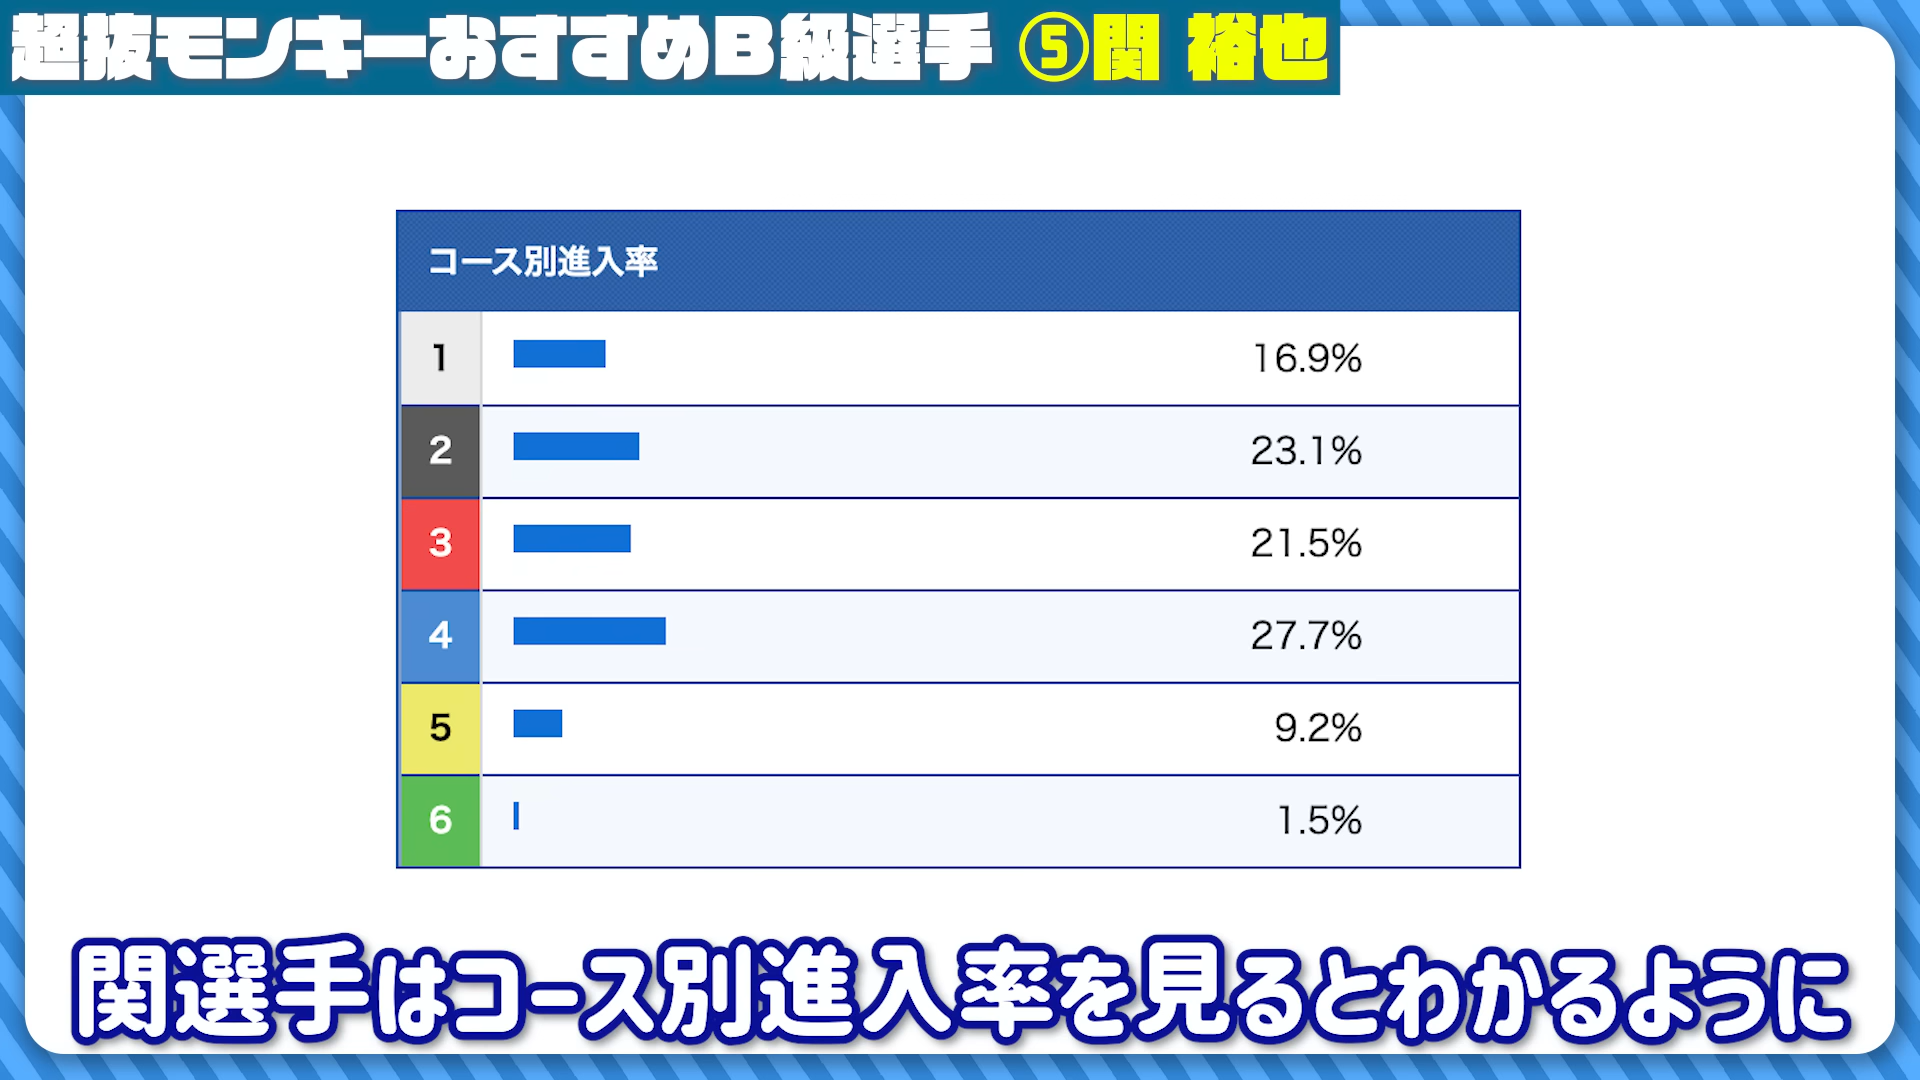 超抜モンキーおすすめB級選手 ⑤関 裕也
コース別進入率
1 16.9%
2 23.1%
3 21.5%
4 27.7%
5 9.2%
6 1.5%
関選手はコース別進入率を見るとわかるように